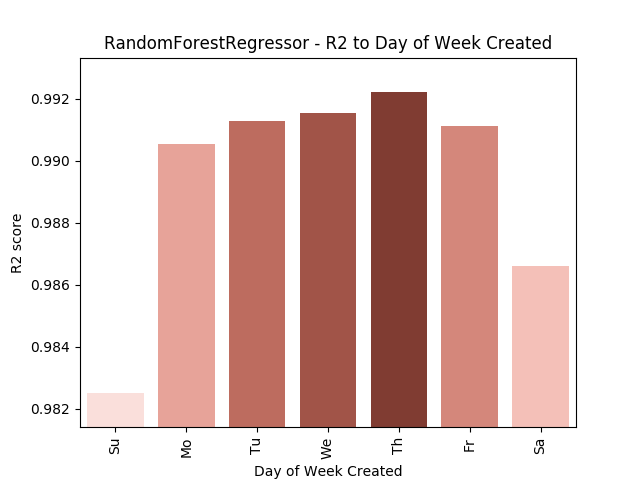 RandomForestRegressor - R2 to Day of Week Created
0.992
0.990
0.988
0.986
0.984
0.982
R2 score
Su
Mo
Tu
We
Th
Fr
Sa
Day of Week Created